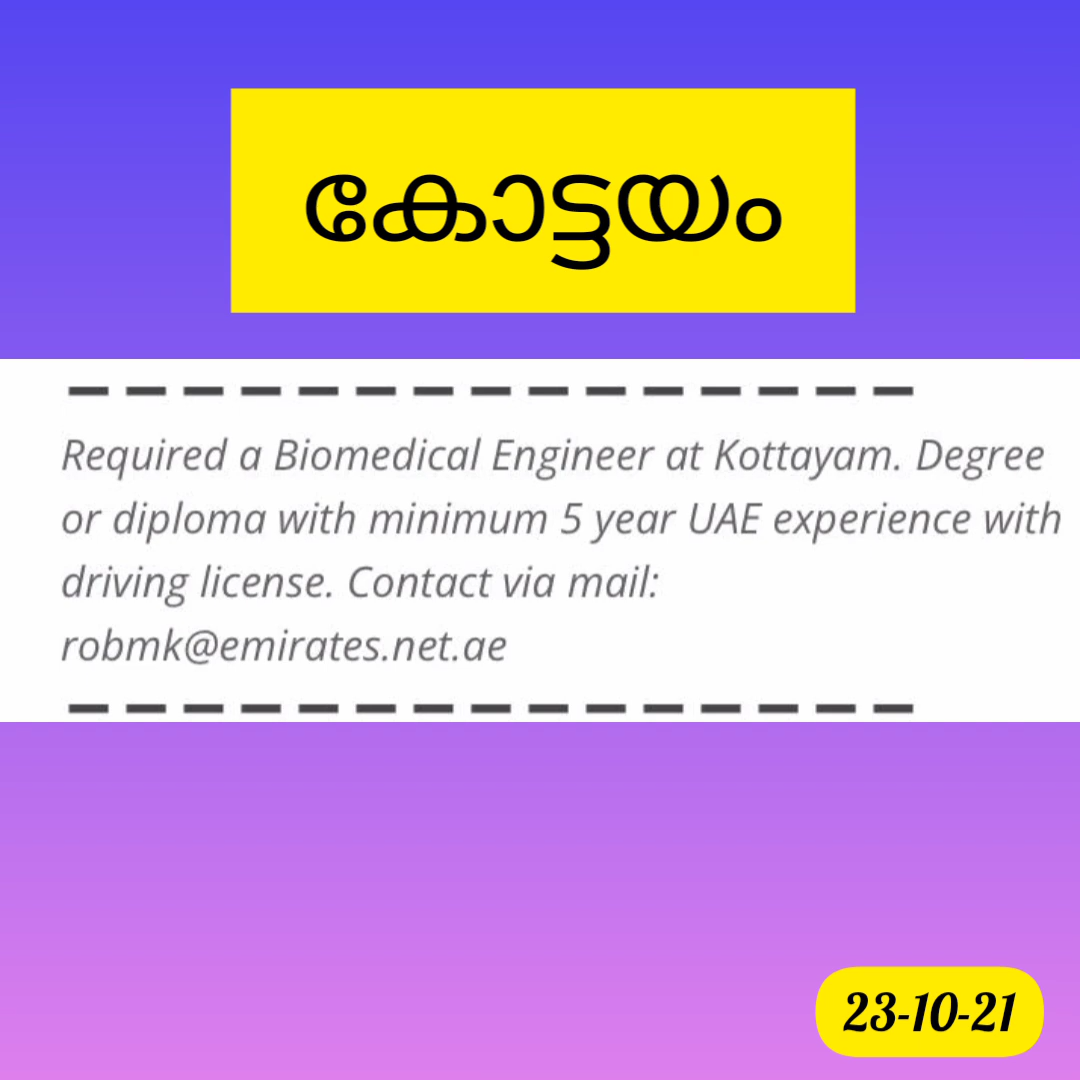 കോട്ടയം
Required a Biomedical Engineer at Kottayam. Degree
or diploma with minimum 5 year UAE experience with
driving license. Contact via mail:
robmk@emirates.net.ae
23-10-21